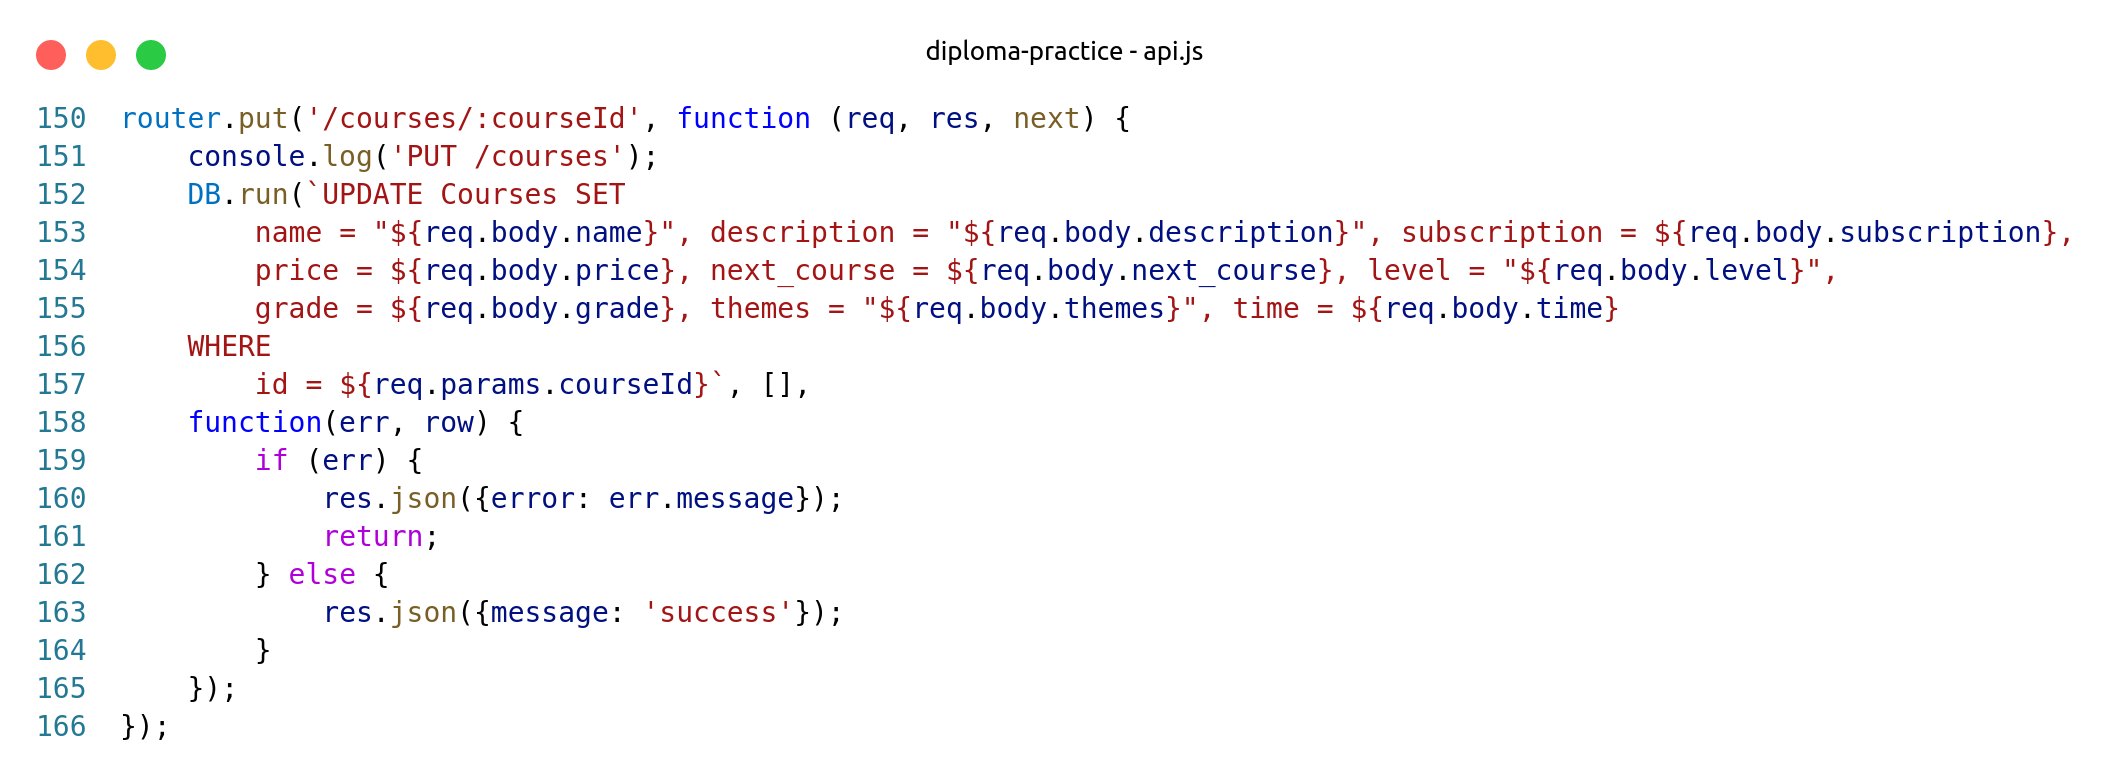 diploma-practice - api.js
150 router.put('/courses/:courseId', function (req, res, next) {
151     console.log('PUT /courses');
152     DB.run(`UPDATE Courses SET
153         name = "${req.body.name}", description = "${req.body.description}", subscription = ${req.body.subscription},
154         price = ${req.body.price}, next_course = ${req.body.next_course}, level = "${req.body.level}",
155         grade = ${req.body.grade}, themes = "${req.body.themes}", time = ${req.body.time}
156     WHERE
157         id = ${req.params.courseId}`, [],
158     function(err, row) {
159         if (err) {
160             res.json({error: err.message});
161             return;
162         } else {
163             res.json({message: 'success'});
164         }
165     });
166 });